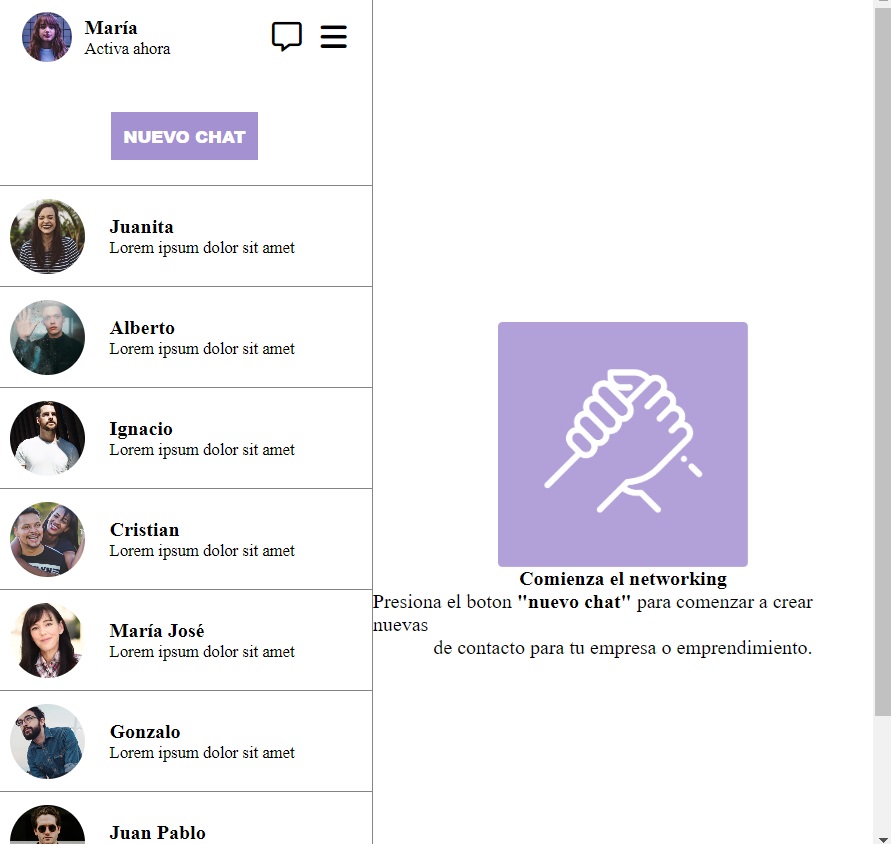 María
Activa ahora
NUEVO CHAT
Juanita
Lorem ipsum dolor sit amet
Alberto
Lorem ipsum dolor sit amet
Ignacio
Lorem ipsum dolor sit amet
Cristian
Lorem ipsum dolor sit amet
María José
Lorem ipsum dolor sit amet
Gonzalo
Lorem ipsum dolor sit amet
Juan Pablo
Comienza el networking
Presiona el boton "nuevo chat" para comenzar a crear
nuevas
de contacto para tu empresa o emprendimiento.